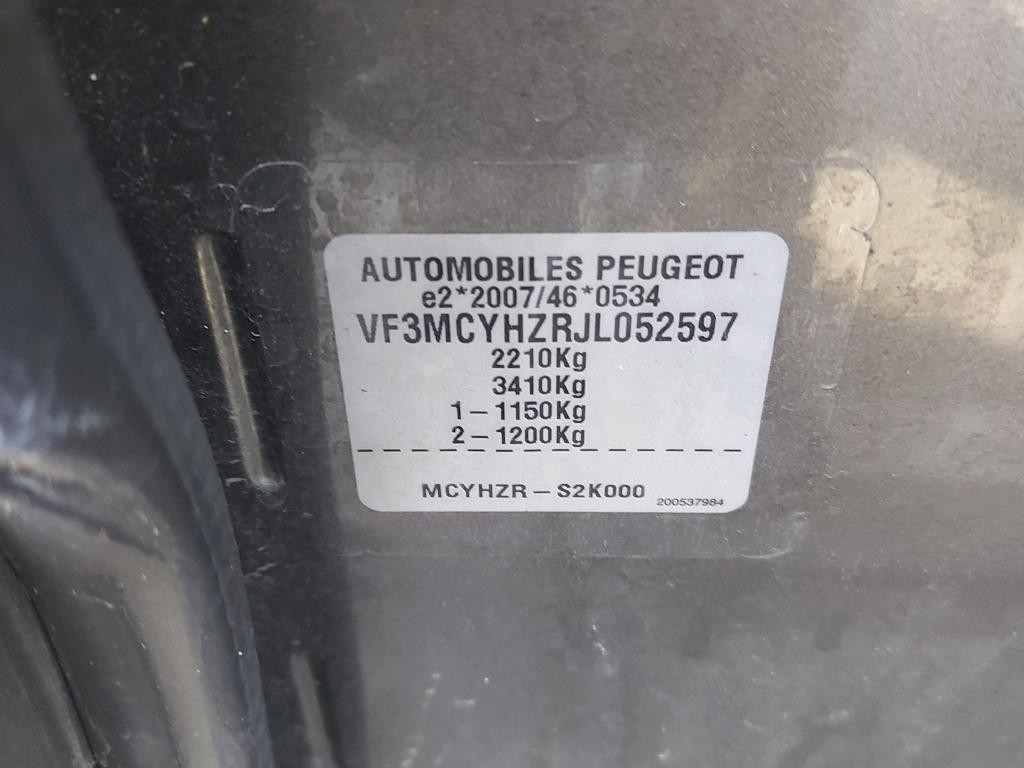 AUTOMOBILES PEUGEOT
e2*2007/46*0534
VF3MCYHZRJL052597
2210Kg
3410Kg
1-1150Kg
2-1200Kg
MCYHZR-S2K000
200537984